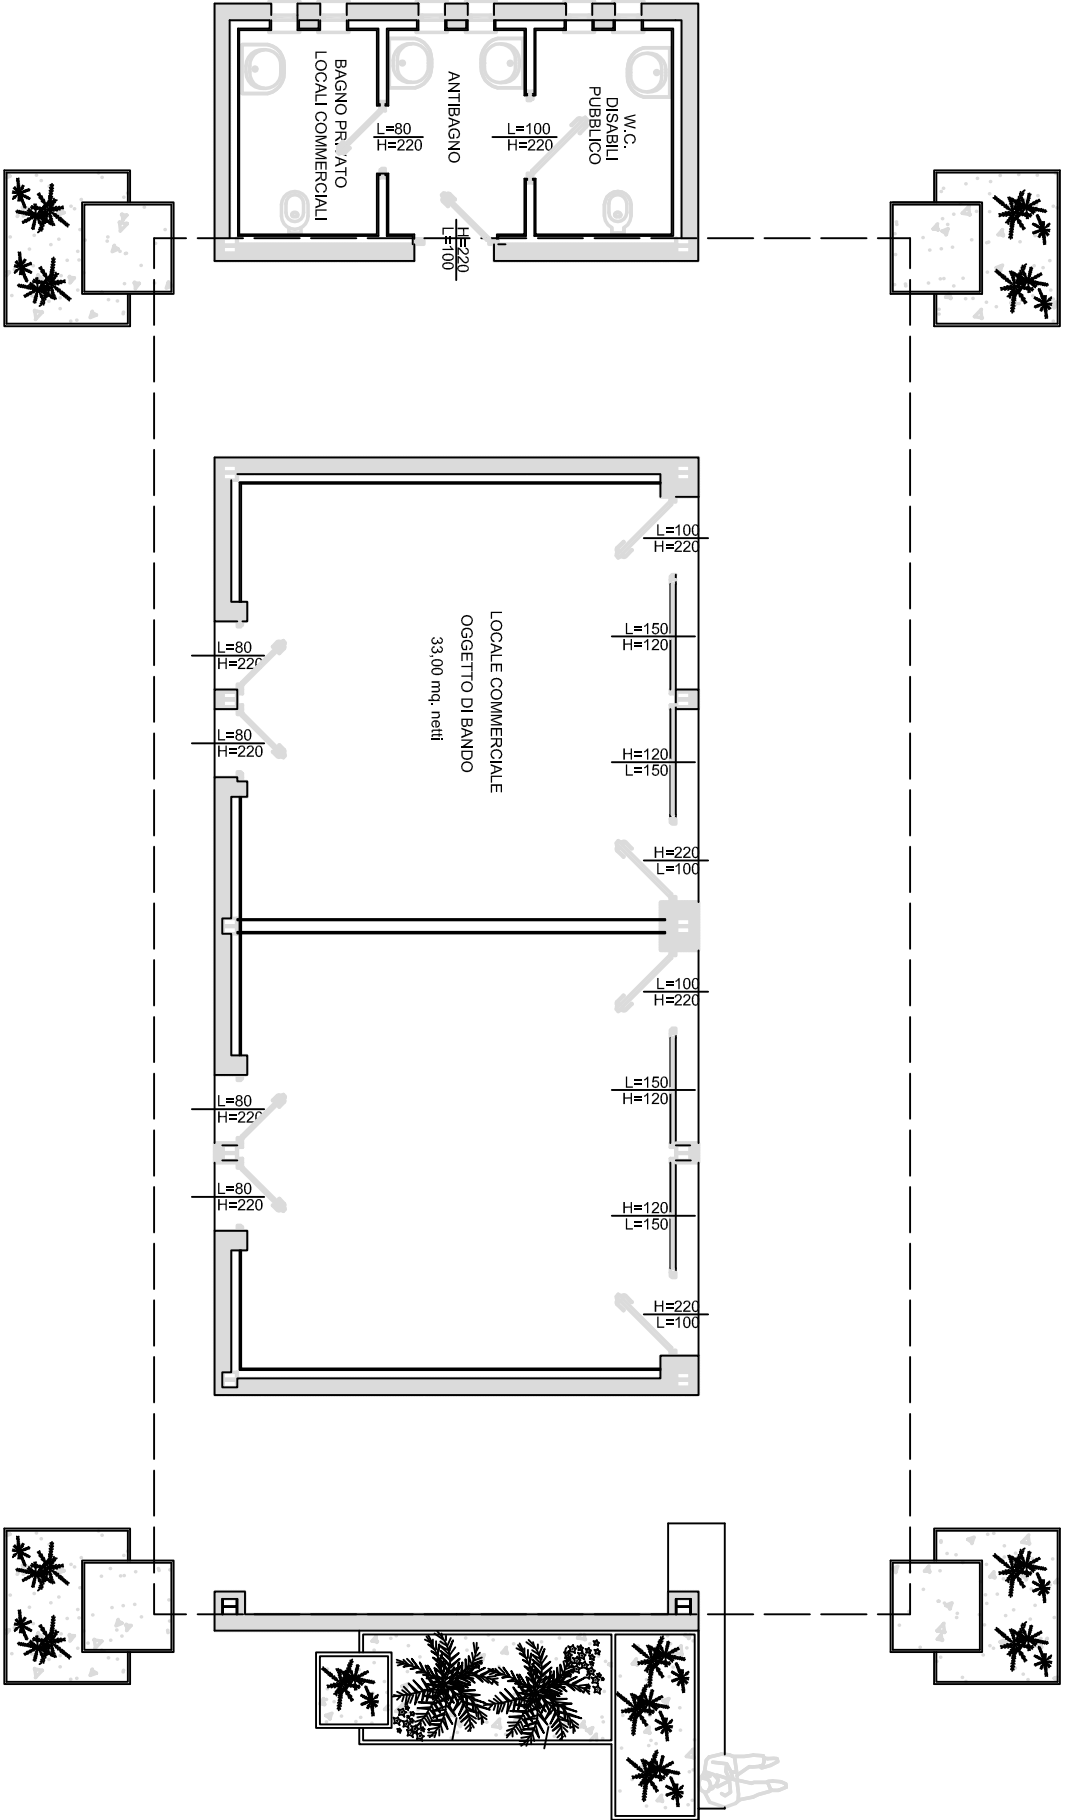 BAGNO PRIVATO
LOCALI COMMERCIALI
ANTIBAGNO
W.C.
DISABILI
PUBBLICO
L=80
H=220
L=100
H=220
H=220
L=100
L=100
H=220
L=80
H=220
L=150
H=120
LOCALE COMMERCIALE
OGGETTO DI BANDO
33,00 mq. netti
L=80
H=220
H=120
L=150
H=220
L=100
L=100
H=220
L=150
H=120
L=80
H=220
L=80
H=220
H=120
L=150
H=220
L=100